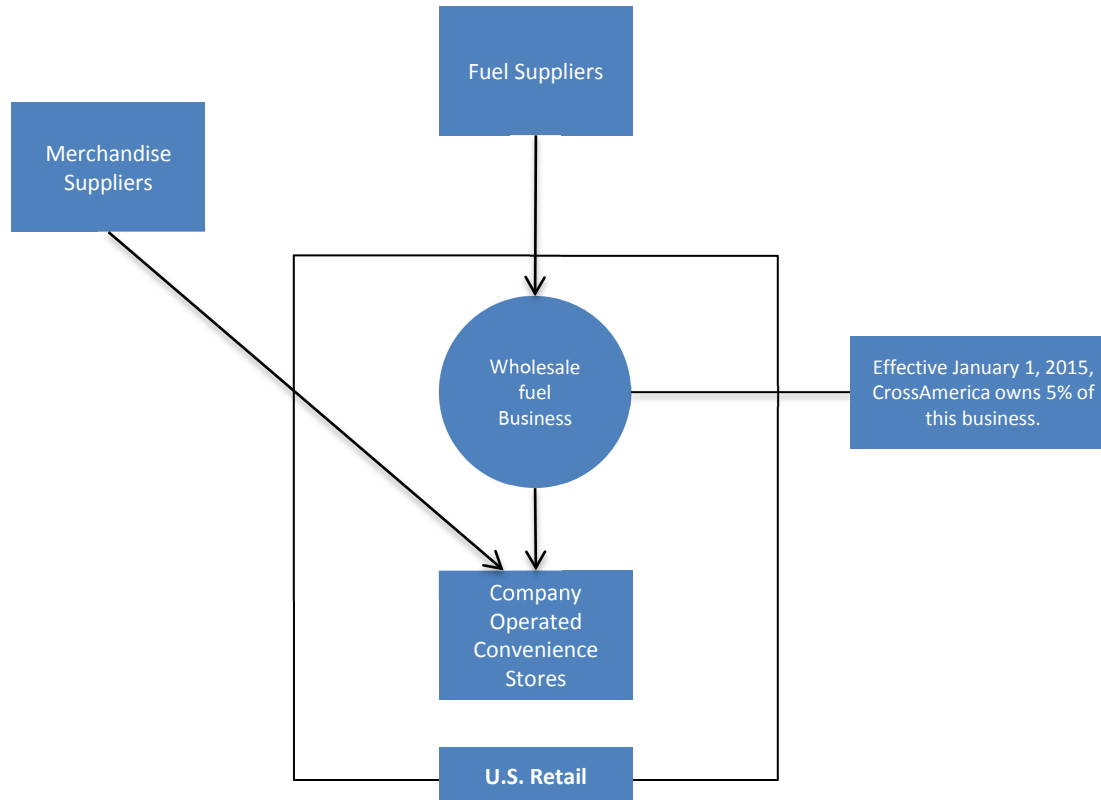 Fuel Suppliers
Merchandise
Suppliers
Wholesale
fuel
Business
Effective January 1, 2015,
CrossAmerica owns 5% of
this business.
Company
Operated
Convenience
Stores
U.S. Retail